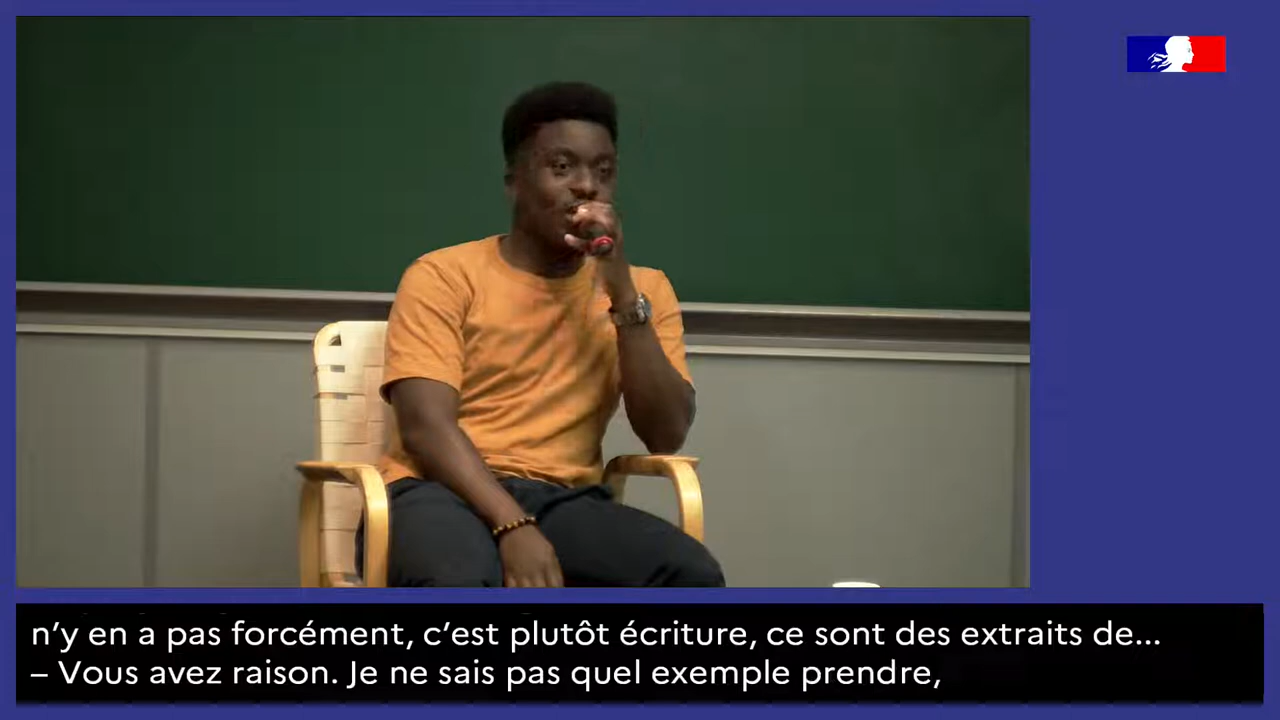 n’y en a pas forcément, c’est plutôt écriture, ce sont des extraits de...
– Vous avez raison. Je ne sais pas quel exemple prendre,